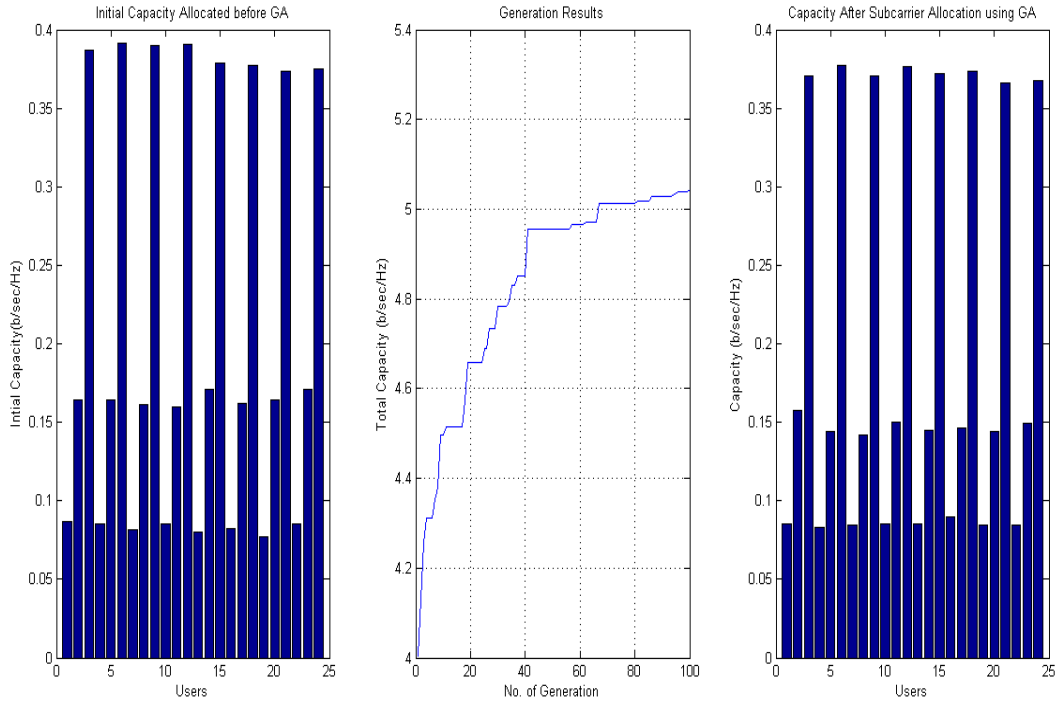 Initial Capacity Allocated before GA
0.4
0.35
0.3
0.25
0.2
0.15
0.1
0.05
0
Intial Capacity(b/sec/Hz)
0 5 10 15 20 25
Users
Generation Results
5.4
5.2
5
4.8
4.6
4.4
4.2
4
Total Capacity (b/sec/Hz)
0 20 40 60 80 100
No. of Generation
Capacity After Subcarrier Allocation using GA
0.4
0.35
0.3
0.25
0.2
0.15
0.1
0.05
0
Capacity (b/sec/Hz)
0 5 10 15 20 25
Users